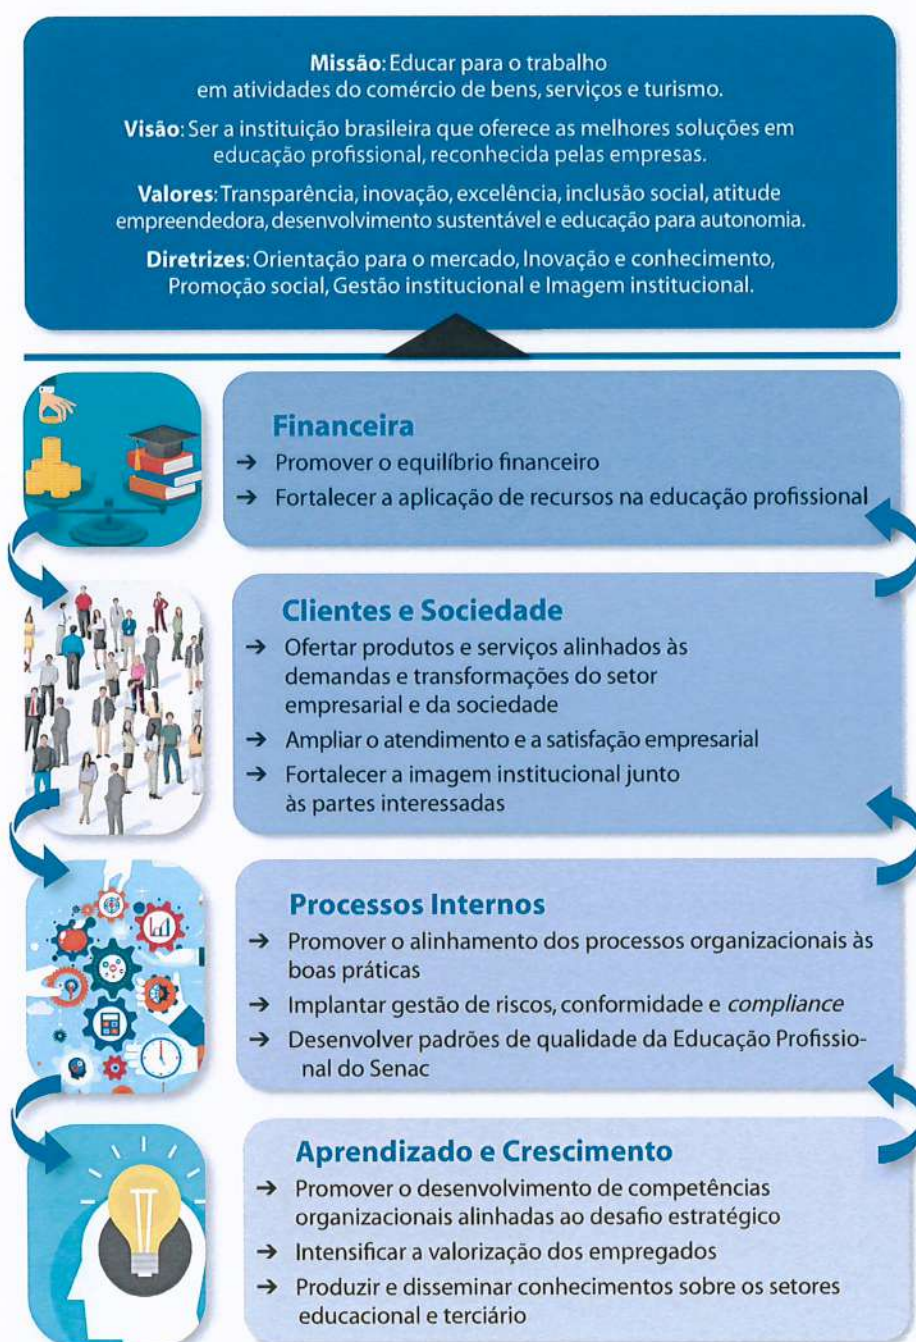 Missão: Educar para o trabalho
em atividades do comércio de bens, serviços e turismo.
Visão: Ser a instituição brasileira que oferece as melhores soluções em
educação profissional, reconhecida pelas empresas.
Valores: Transparência, inovação, excelência, inclusão social, atitude
empreendedora, desenvolvimento sustentável e educação para autonomia.
Diretrizes: Orientação para o mercado, Inovação e conhecimento,
Promoção social, Gestão institucional e Imagem institucional.
Financeira
→ Promover o equilíbrio financeiro
→ Fortalecer a aplicação de recursos na educação profissional
Clientes e Sociedade
→ Ofertar produtos e serviços alinhados às
demandas e transformações do setor
empresarial e da sociedade
→ Ampliar o atendimento e a satisfação empresarial
→ Fortalecer a imagem institucional junto
às partes interessadas
Processos Internos
→ Promover o alinhamento dos processos organizacionais às
boas práticas
→ Implantar gestão de riscos, conformidade e compliance
→ Desenvolver padrões de qualidade da Educação Profissio-
nal do Senac
Aprendizado e Crescimento
→ Promover o desenvolvimento de competências
organizacionais alinhadas ao desafio estratégico
→ Intensificar a valorização dos empregados
→ Produzir e disseminar conhecimentos sobre os setores
educacional e terciário